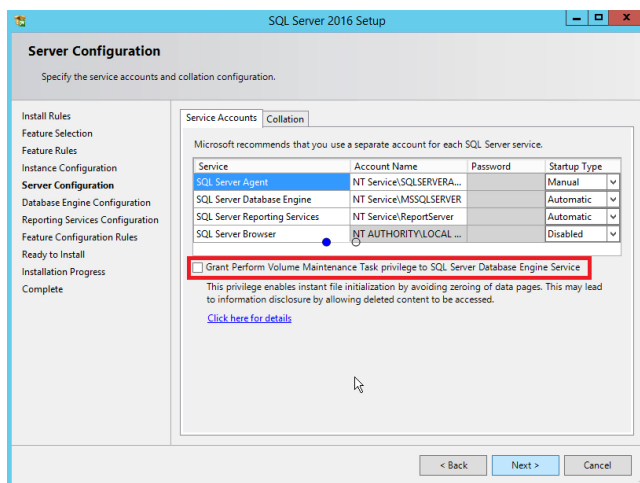 SQL Server 2016 Setup
Server Configuration
Specify the service accounts and collation configuration.
Install Rules
Feature Selection
Feature Rules
Instance Configuration
Server Configuration
Database Engine Configuration
Reporting Services Configuration
Feature Configuration Rules
Ready to Install
Installation Progress
Complete
Service Accounts Collation
Microsoft recommends that you use a separate account for each SQL Server service.
Service Account Name Password Startup Type
SQL Server Agent NT Service\SQLSERVERA... Manual
SQL Server Database Engine NT Service\MSSQLSERVER Automatic
SQL Server Reporting Services NT Service\ReportServer Automatic
SQL Server Browser NT AUTHORITY\LOCAL ... Disabled
Grant Perform Volume Maintenance Task privilege to SQL Server Database Engine Service
This privilege enables instant file initialization by avoiding zeroing of data pages. This may lead
to information disclosure by allowing deleted content to be accessed.
Click here for details
< Back Next > Cancel